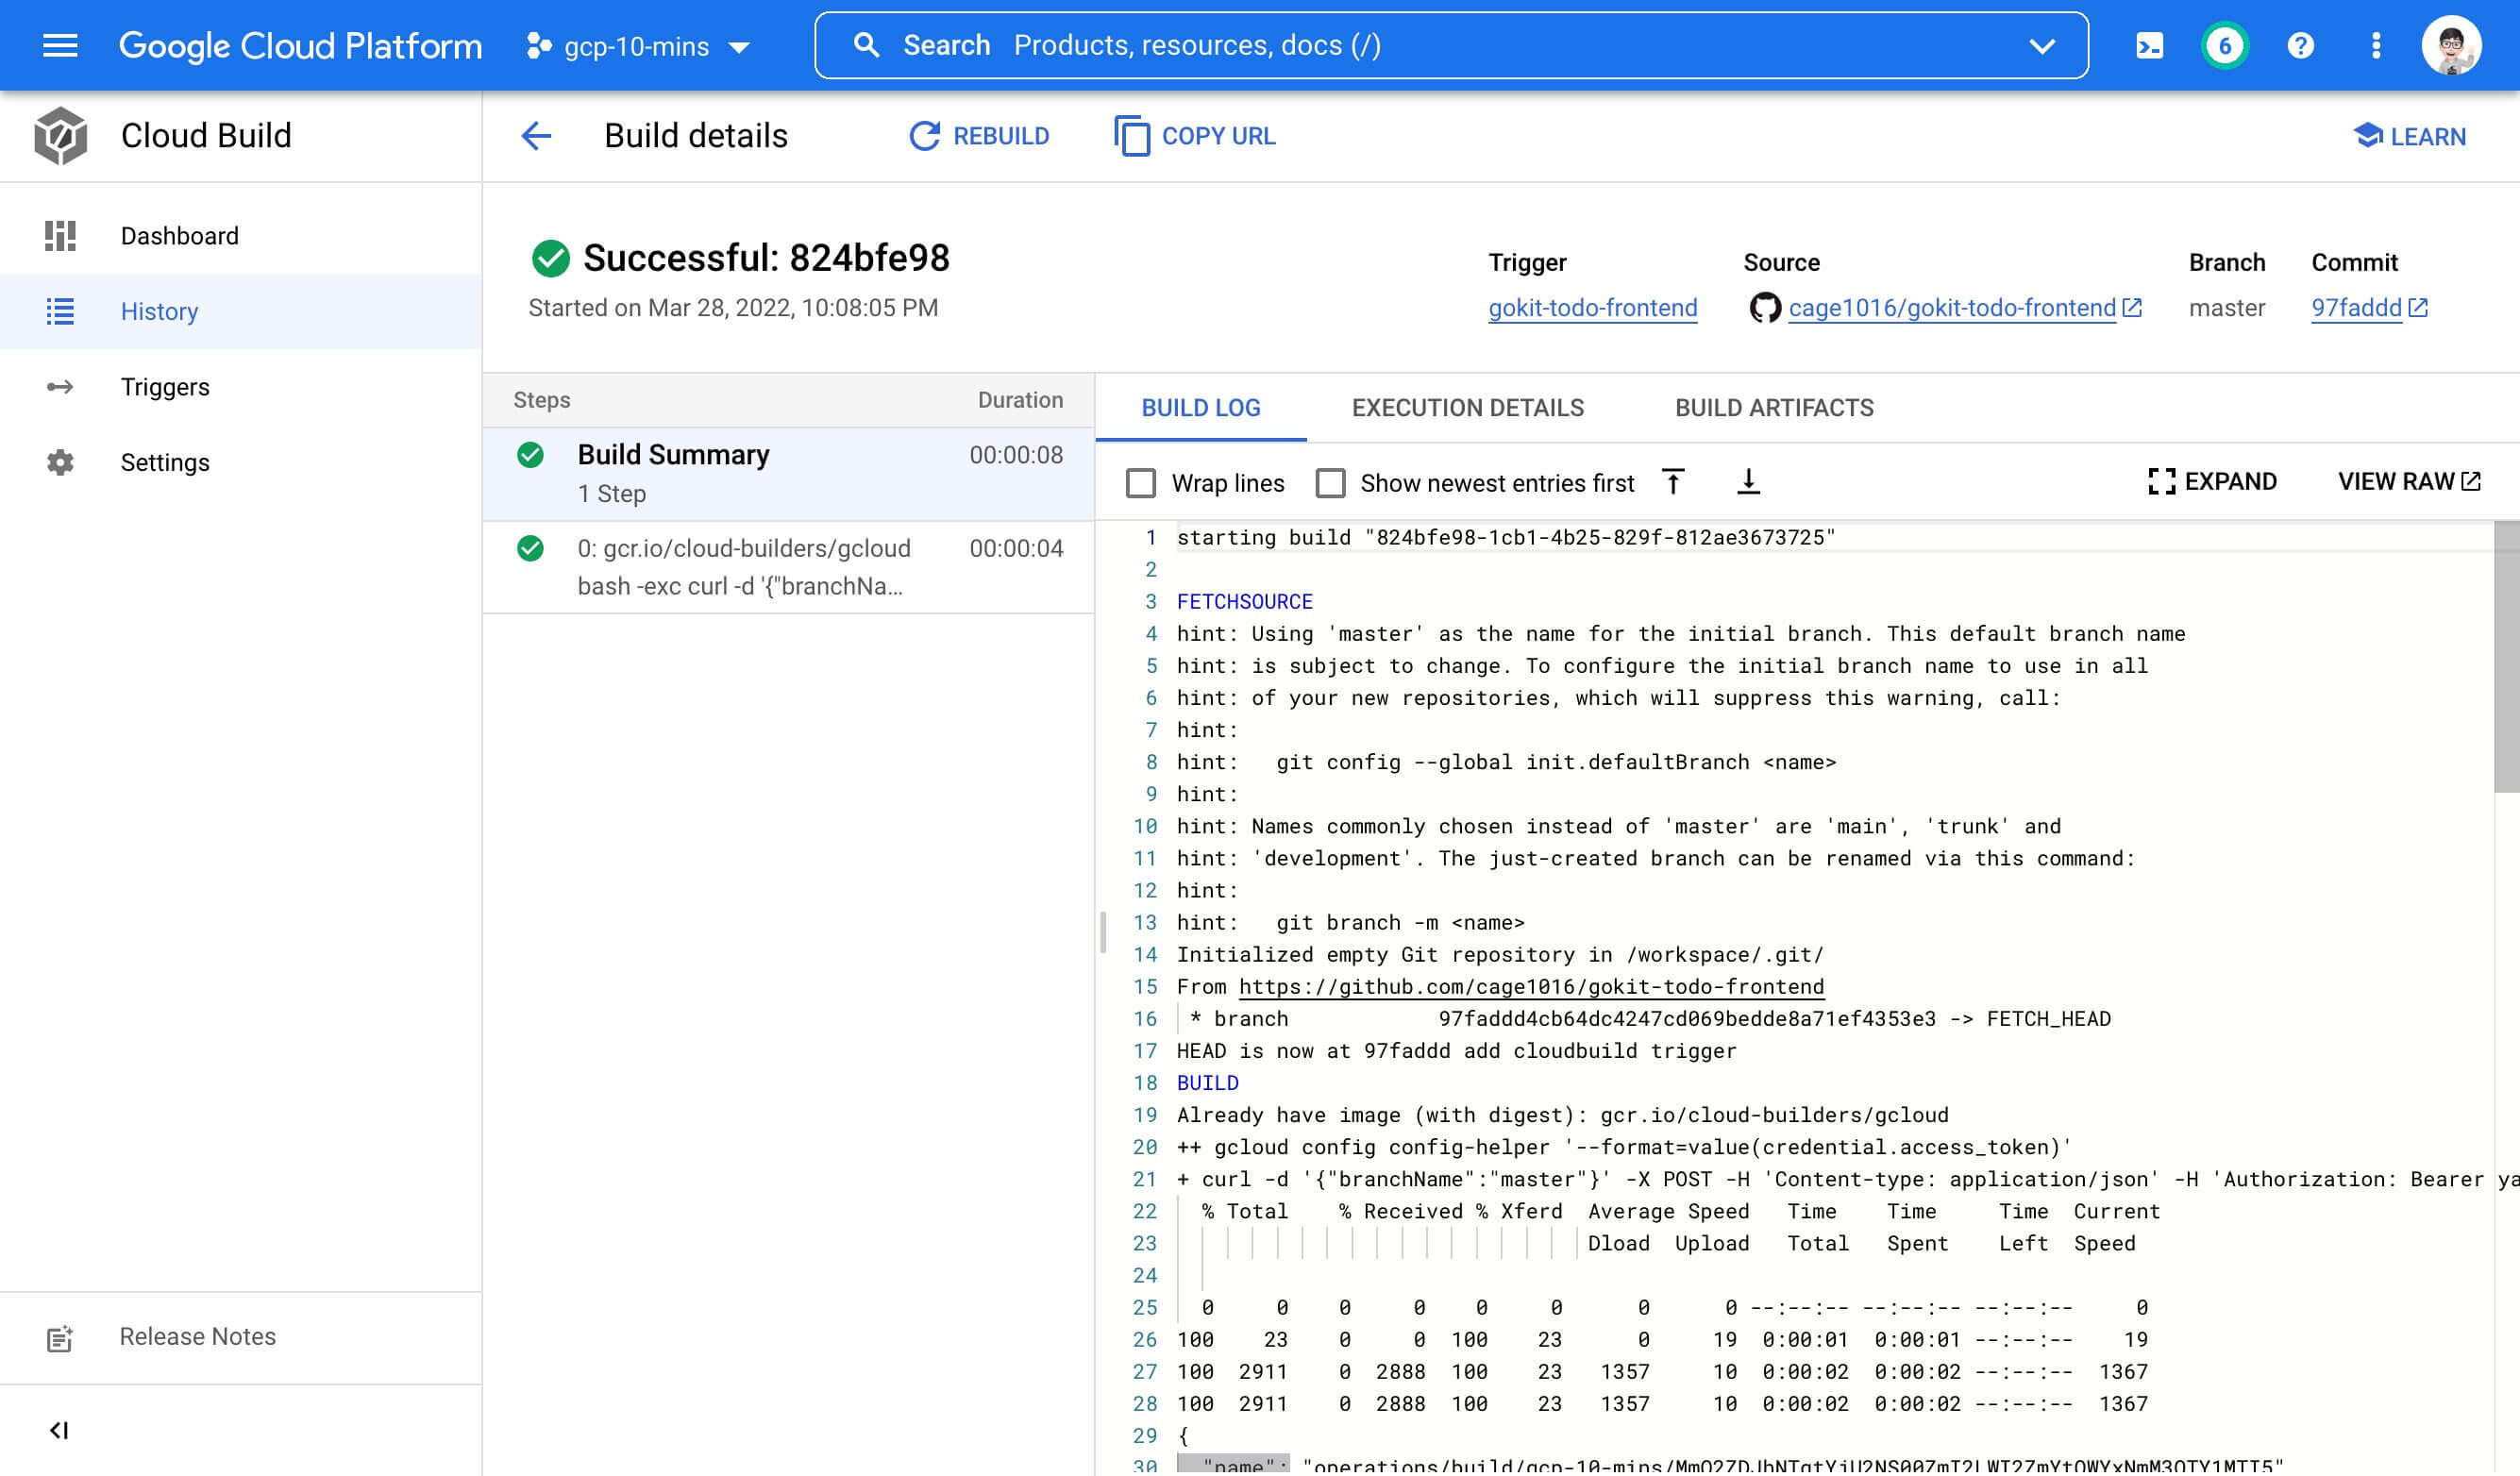 Google Cloud Platform
gcp-10-mins
Search Products, resources, docs (/)
6
Cloud Build
Build details
REBUILD
COPY URL
LEARN
Dashboard
History
Triggers
Settings
Release Notes
Successful: 824bfe98
Started on Mar 28, 2022, 10:08:05 PM
Trigger
gokit-todo-frontend
Source
cage1016/gokit-todo-frontend
Branch
master
Commit
97faddd
Steps Duration
Build Summary 00:00:08
1 Step
0: gcr.io/cloud-builders/gcloud 00:00:04
bash -exc curl -d '{"branchNa...
BUILD LOG EXECUTION DETAILS BUILD ARTIFACTS
Wrap lines Show newest entries first EXPAND VIEW RAW
1 starting build "824bfe98-1cb1-4b25-829f-812ae3673725"
2
3 FETCHSOURCE
4 hint: Using 'master' as the name for the initial branch. This default branch name
5 hint: is subject to change. To configure the initial branch name to use in all
6 hint: of your new repositories, which will suppress this warning, call:
7 hint:
8 hint:   git config --global init.defaultBranch <name>
9 hint:
10 hint: Names commonly chosen instead of 'master' are 'main', 'trunk' and
11 hint: 'development'. The just-created branch can be renamed via this command:
12 hint:
13 hint:   git branch -m <name>
14 Initialized empty Git repository in /workspace/.git/
15 From https://github.com/cage1016/gokit-todo-frontend
16 * branch            97faddd4cb64dc4247cd069bedde8a71ef4353e3 -> FETCH_HEAD
17 HEAD is now at 97faddd add cloudbuild trigger
18 BUILD
19 Already have image (with digest): gcr.io/cloud-builders/gcloud
20 ++ gcloud config config-helper '--format=value(credential.access_token)'
21 + curl -d '{"branchName":"master"}' -X POST -H 'Content-type: application/json' -H 'Authorization: Bearer ya
22 % Total    % Received % Xferd  Average Speed   Time    Time     Time  Current
23 Dload  Upload   Total   Spent    Left  Speed
24
25 0     0    0     0    0     0      0      0 --:--:-- --:--:-- --:--:--     0
26 100    23    0     0  100    23      0     19  0:00:01  0:00:01 --:--:--    19
27 100  2911    0  2888  100    23   1357     10  0:00:02  0:00:02 --:--:--  1367
28 100  2911    0  2888  100    23   1357     10  0:00:02  0:00:02 --:--:--  1367
29 {
30 "name":